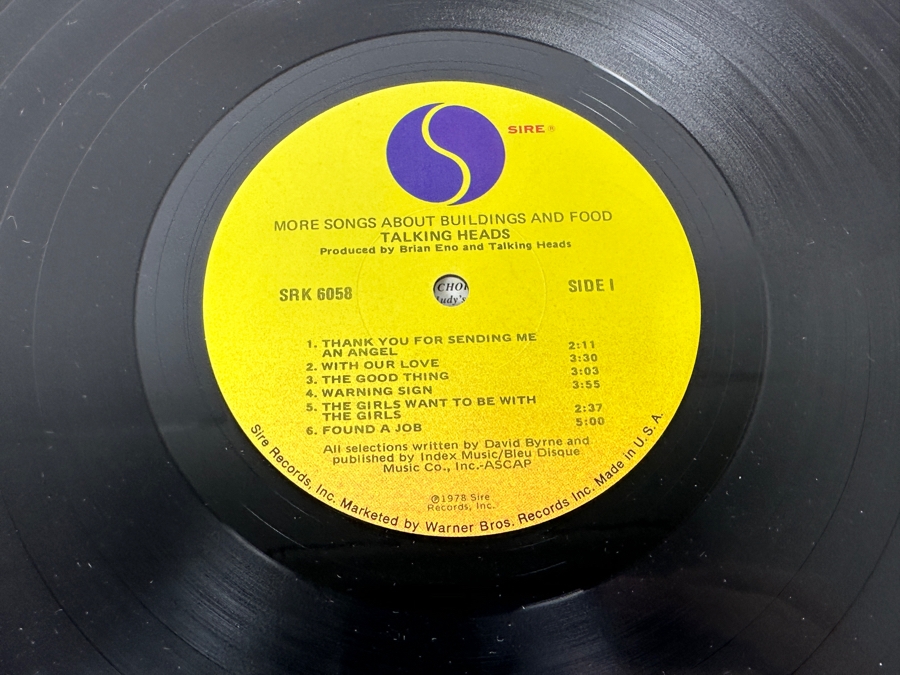 SIRE®
MORE SONGS ABOUT BUILDINGS AND FOOD
TALKING HEADS
Produced by Brian Eno and Talking Heads
SRK 6058
SIDE I
1. THANK YOU FOR SENDING ME
AN ANGEL 2:11
2. WITH OUR LOVE 3:30
3. THE GOOD THING 3:03
4. WARNING SIGN 3:55
5. THE GIRLS WANT TO BE WITH
THE GIRLS 2:37
6. FOUND A JOB 5:00
All selections written by David Byrne and
published by Index Music/Bleu Disque
Music Co., Inc.-ASCAP
℗1978 Sire
Records, Inc.
Sire Records, Inc. Marketed by Warner Bros. Records Inc. Made in U.S.A.